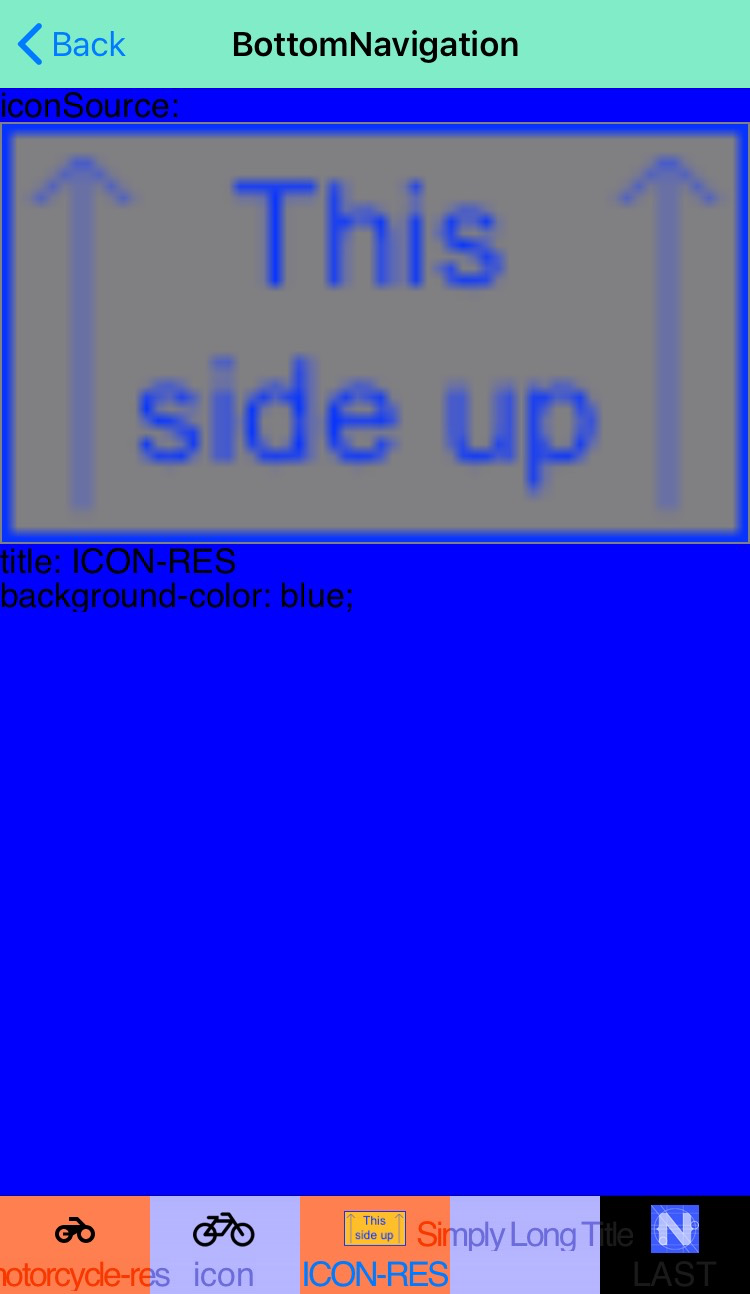 Back
BottomNavigation
iconSource:
This
side up
title: ICON-RES
background-color: blue;
This
side up
Simply Long Title
N
otorcycle-res
icon
ICON-RES
LAST